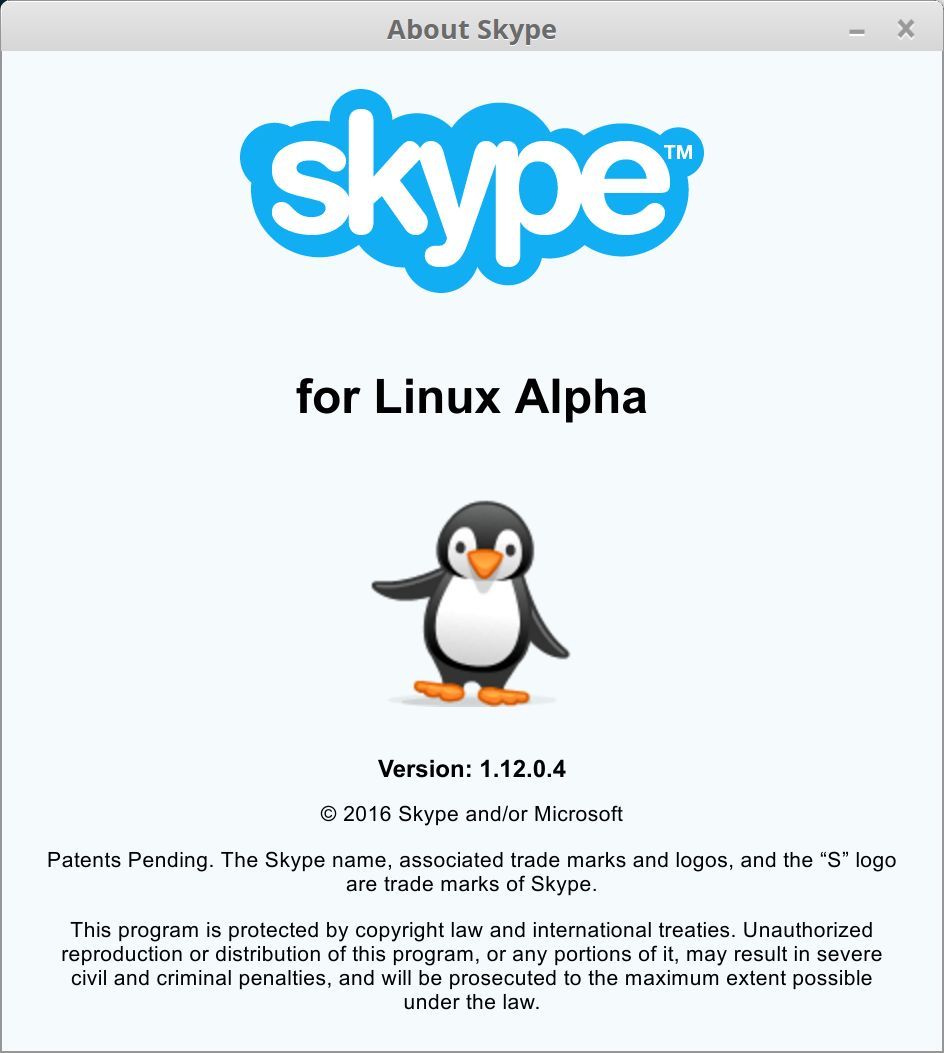 About Skype
skype™
for Linux Alpha
Version: 1.12.0.4
© 2016 Skype and/or Microsoft
Patents Pending. The Skype name, associated trade marks and logos, and the “S” logo
are trade marks of Skype.
This program is protected by copyright law and international treaties. Unauthorized
reproduction or distribution of this program, or any portions of it, may result in severe
civil and criminal penalties, and will be prosecuted to the maximum extent possible
under the law.